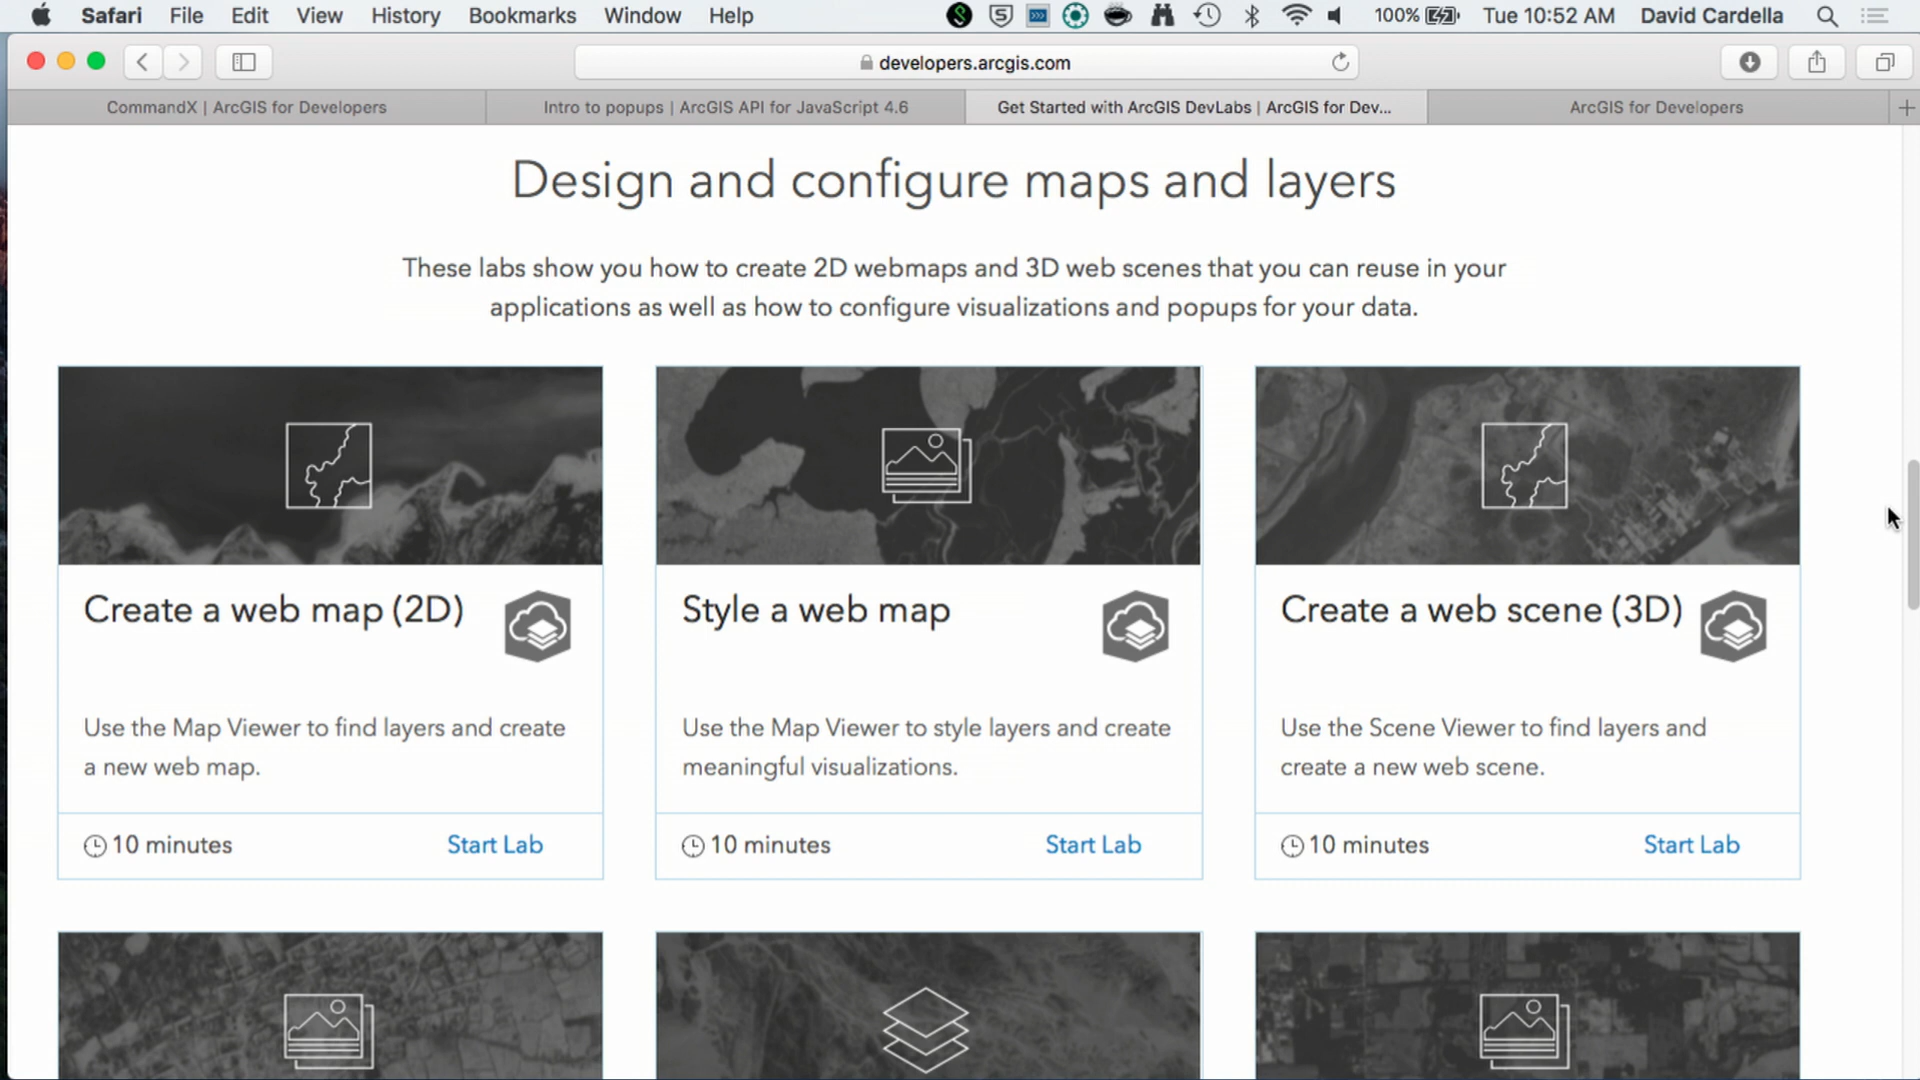 Safari File Edit View History Bookmarks Window Help 100% Tue 10:52 AM David Cardella
developers.arcgis.com
CommandX | ArcGIS for Developers Intro to popups | ArcGIS API for JavaScript 4.6 Get Started with ArcGIS DevLabs | ArcGIS for Dev... ArcGIS for Developers
Design and configure maps and layers
These labs show you how to create 2D webmaps and 3D web scenes that you can reuse in your
applications as well as how to configure visualizations and popups for your data.
Create a web map (2D)
Use the Map Viewer to find layers and create
a new web map.
10 minutes Start Lab
Style a web map
Use the Map Viewer to style layers and create
meaningful visualizations.
10 minutes Start Lab
Create a web scene (3D)
Use the Scene Viewer to find layers and
create a new web scene.
10 minutes Start Lab